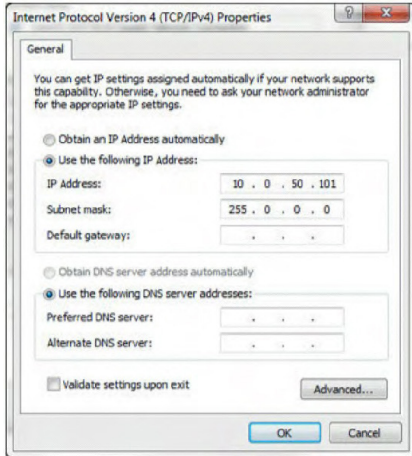 Internet Protocol Version 4 (TCP/IPv4) Properties
General
You can get IP settings assigned automatically if your network supports
this capability. Otherwise, you need to ask your network administrator
for the appropriate IP settings.
Obtain an IP Address automatically
Use the following IP Address:
IP Address: 10 . 0 . 50 . 101
Subnet mask: 255 . 0 . 0 . 0
Default gateway: . . .
Obtain DNS server address automatically
Use the following DNS server addresses:
Preferred DNS server: . . .
Alternate DNS server: . . .
Validate settings upon exit
Advanced...
OK Cancel